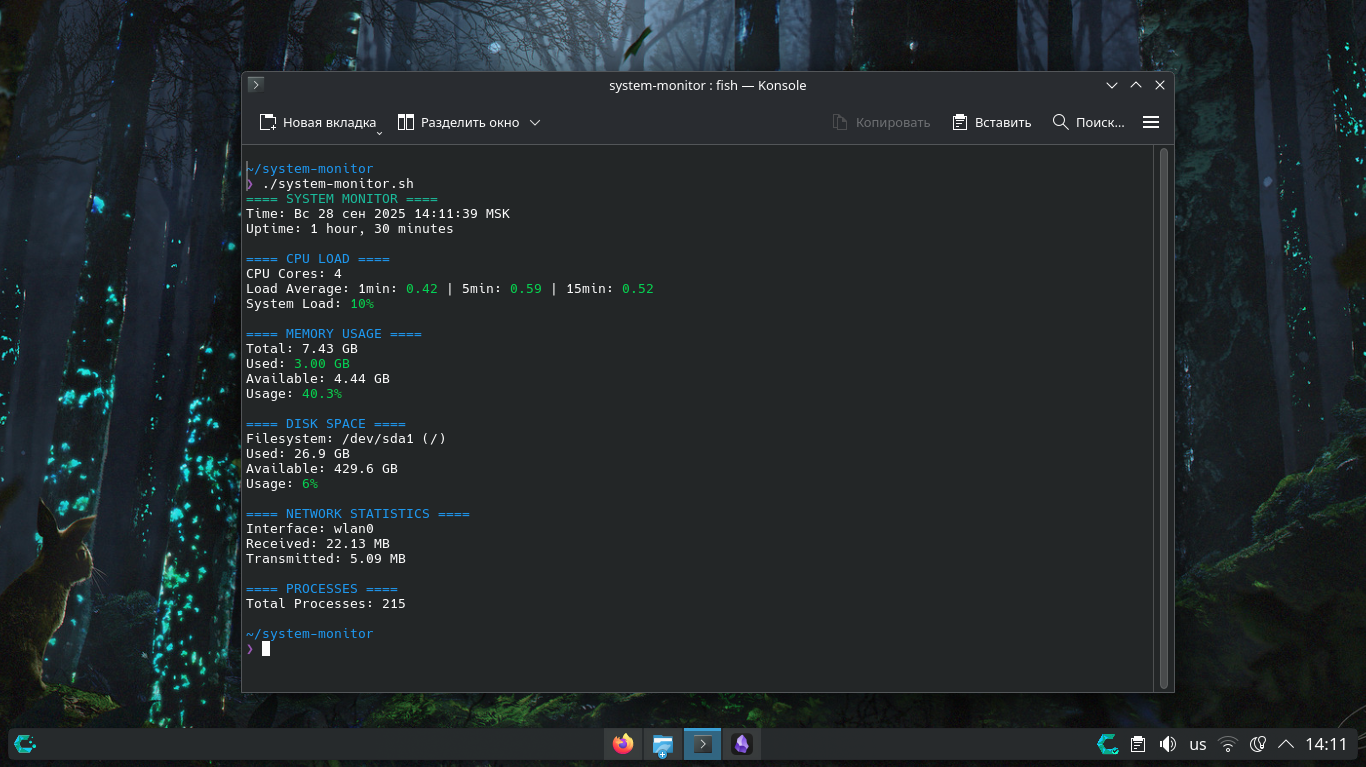 system-monitor : fish — Konsole
Новая вкладка
Разделить окно
Копировать
Вставить
Поиск...
~/system-monitor
❯ ./system-monitor.sh
==== SYSTEM MONITOR ====
Time: Вс 28 сен 2025 14:11:39 MSK
Uptime: 1 hour, 30 minutes
==== CPU LOAD ====
CPU Cores: 4
Load Average: 1min: 0.42 | 5min: 0.59 | 15min: 0.52
System Load: 10%
==== MEMORY USAGE ====
Total: 7.43 GB
Used: 3.00 GB
Available: 4.44 GB
Usage: 40.3%
==== DISK SPACE ====
Filesystem: /dev/sda1 (/)
Used: 26.9 GB
Available: 429.6 GB
Usage: 6%
==== NETWORK STATISTICS ====
Interface: wlan0
Received: 22.13 MB
Transmitted: 5.09 MB
==== PROCESSES ====
Total Processes: 215
~/system-monitor
❯
us
14:11